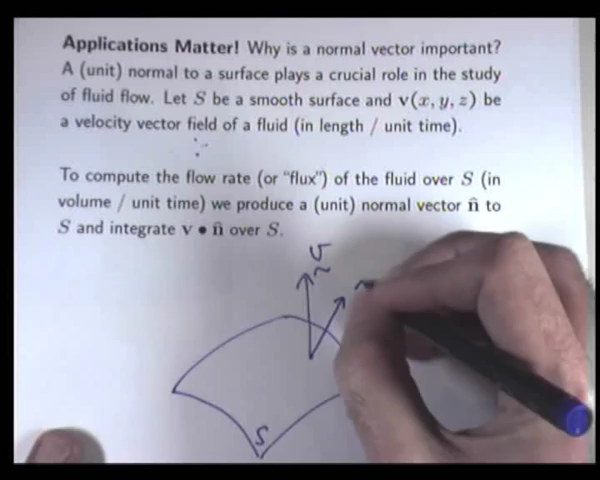 Applications Matter! Why is a normal vector important?
A (unit) normal to a surface plays a crucial role in the study
of fluid flow. Let S be a smooth surface and v(x, y, z) be
a velocity vector field of a fluid (in length / unit time).
To compute the flow rate (or "flux") of the fluid over S (in
volume / unit time) we produce a (unit) normal vector n̂ to
S and integrate v • n̂ over S.
v
~
S